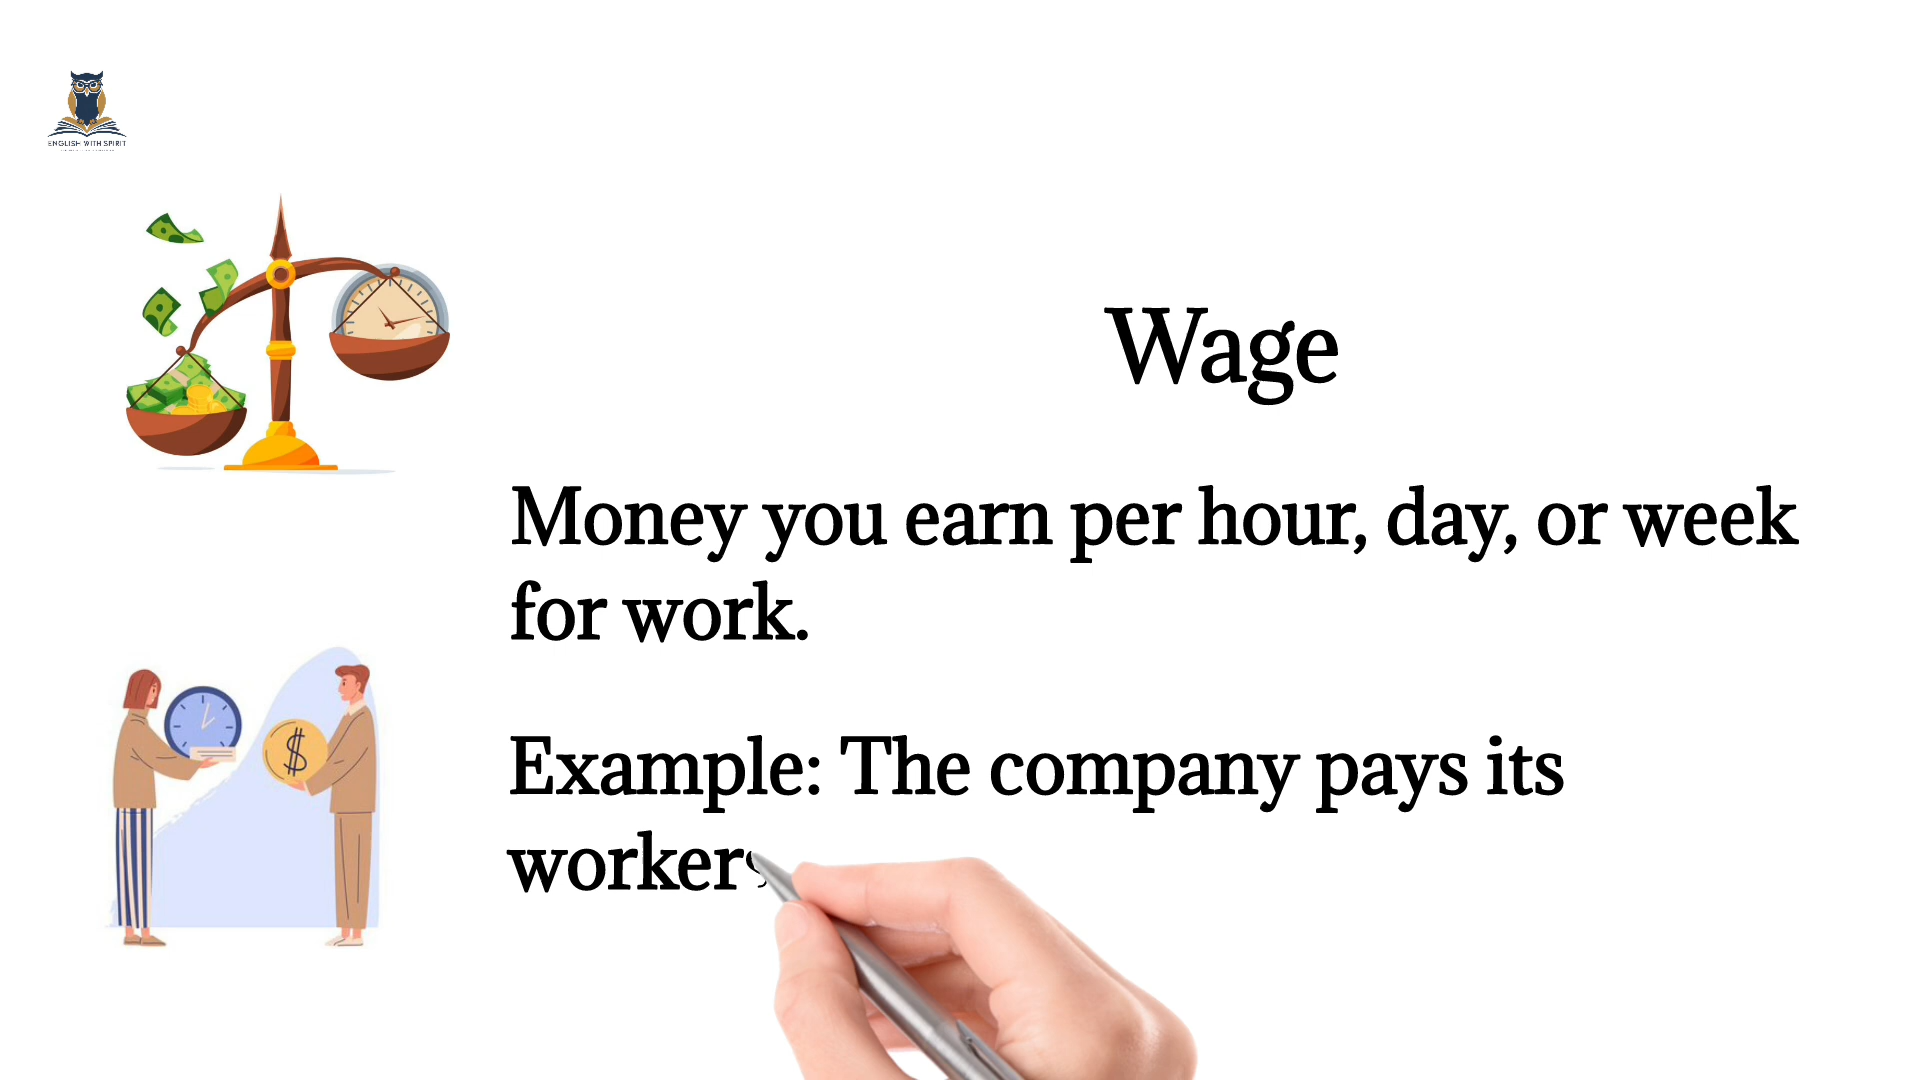 ENGLISH WITH SPIRIT
Wage
Money you earn per hour, day, or week
for work.
Example: The company pays its
workers